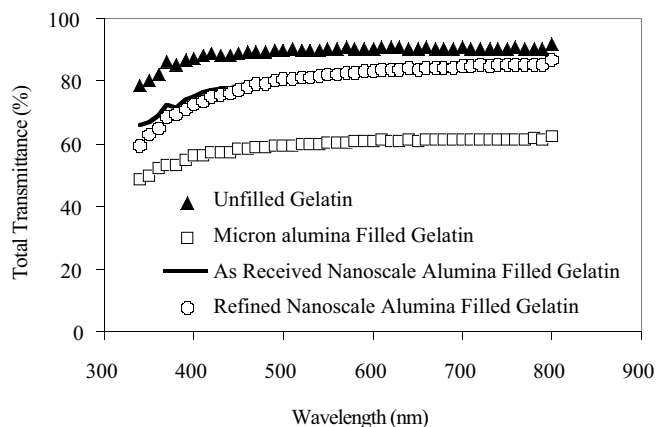 100
80
60
40
20
0
Total Transmittance (%)
Unfilled Gelatin
Micron alumina Filled Gelatin
As Received Nanoscale Alumina Filled Gelatin
Refined Nanoscale Alumina Filled Gelatin
300 400 500 600 700 800 900
Wavelength (nm)